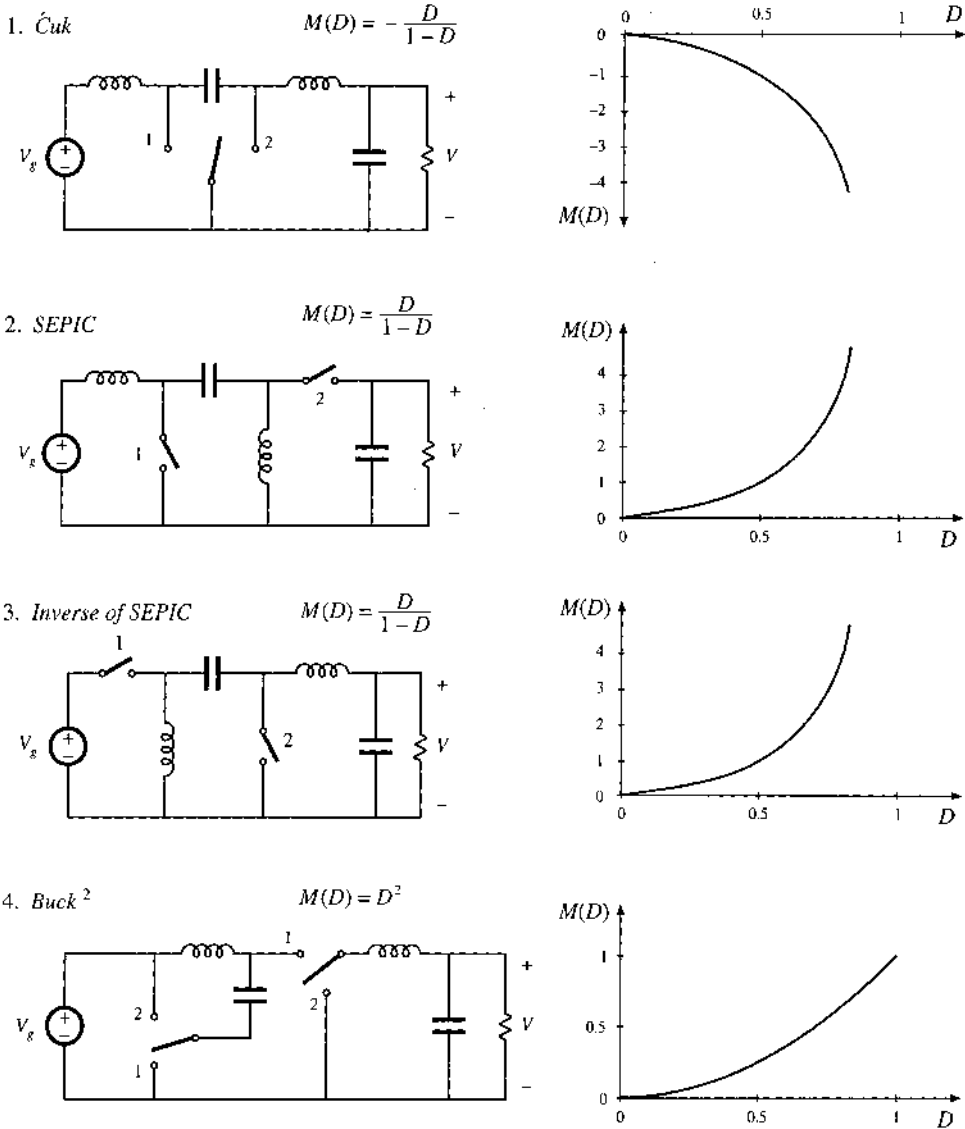 1. Ćuk
M(D) = – D / 1 – D
0 0.5 1 D
0
–1
–2
–3
–4
M(D)
V_g + –
1 2
+
V
–
2. SEPIC
M(D) = D / 1 – D
M(D)
4
3
2
1
0
0 0.5 1 D
V_g + –
1
2
+
V
–
3. Inverse of SEPIC
M(D) = D / 1 – D
M(D)
4
3
2
1
0
0 0.5 1 D
1
V_g + –
2
+
V
–
4. Buck ²
M(D) = D²
M(D)
1
0.5
0
0 0.5 1 D
V_g + –
2
1
1
2
+
V
–